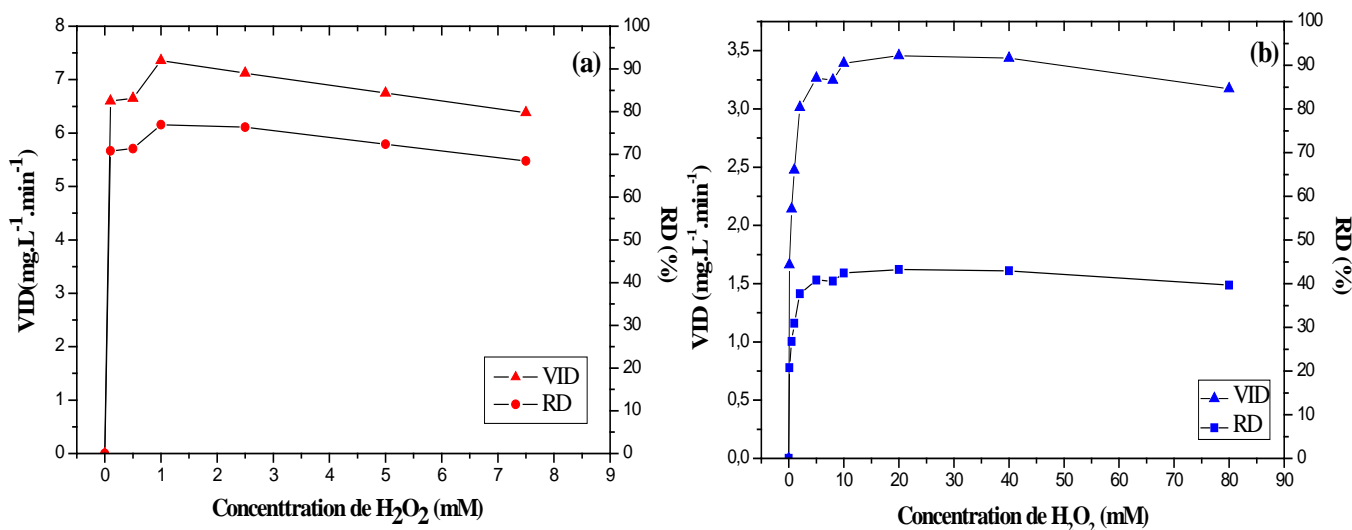 (a)
VID(mg.L⁻¹.min⁻¹)
8
7
6
5
4
3
2
1
0
100
90
80
70
60
50
40
30
20
10
0
RD (%)
VID
RD
0 1 2 3 4 5 6 7 8 9
Concenttration de H₂O₂ (mM)
(b)
VID (mg.L⁻¹.min⁻¹)
3,5
3,0
2,5
2,0
1,5
1,0
0,5
0,0
100
90
80
70
60
50
40
30
20
10
0
RD (%)
VID
RD
0 10 20 30 40 50 60 70 80 90
Concentration de H₂O₂ (mM)